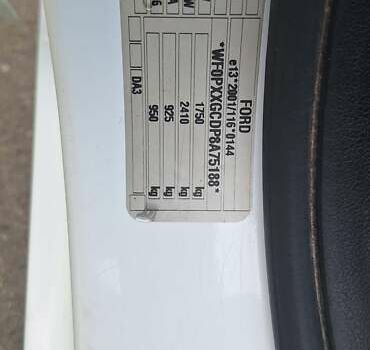 FORD
e13*2001/116*0144
*WF0PXXGCDP8A75188*
1750 kg
2410 kg
925 kg
950 kg
DA3